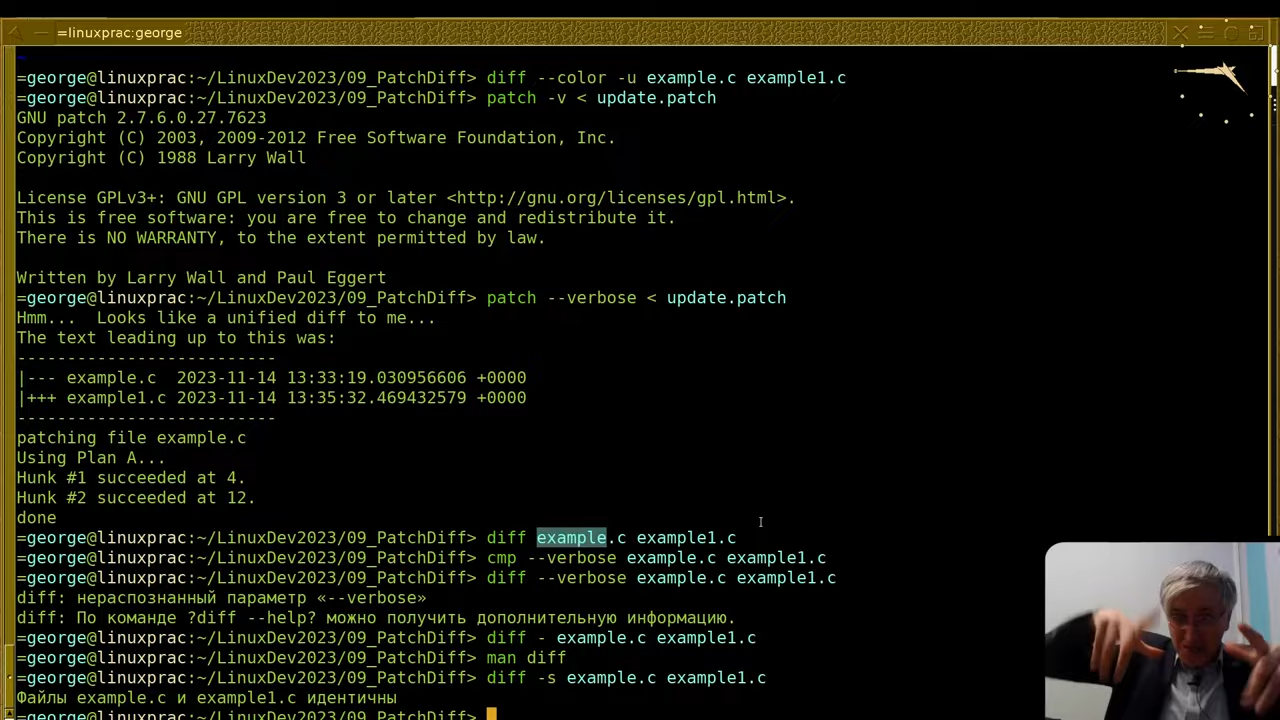 =linuxprac:george
=george@linuxprac:~/LinuxDev2023/09_PatchDiff> diff --color -u example.c example1.c
=george@linuxprac:~/LinuxDev2023/09_PatchDiff> patch -v < update.patch
GNU patch 2.7.6.0.27.7623
Copyright (C) 2003, 2009-2012 Free Software Foundation, Inc.
Copyright (C) 1988 Larry Wall
License GPLv3+: GNU GPL version 3 or later <http://gnu.org/licenses/gpl.html>.
This is free software: you are free to change and redistribute it.
There is NO WARRANTY, to the extent permitted by law.
Written by Larry Wall and Paul Eggert
=george@linuxprac:~/LinuxDev2023/09_PatchDiff> patch --verbose < update.patch
Hmm...  Looks like a unified diff to me...
The text leading up to this was:
--------------------------
|--- example.c  2023-11-14 13:33:19.030956606 +0000
|+++ example1.c 2023-11-14 13:35:32.469432579 +0000
--------------------------
patching file example.c
Using Plan A...
Hunk #1 succeeded at 4.
Hunk #2 succeeded at 12.
done
=george@linuxprac:~/LinuxDev2023/09_PatchDiff> diff example.c example1.c
=george@linuxprac:~/LinuxDev2023/09_PatchDiff> cmp --verbose example.c example1.c
=george@linuxprac:~/LinuxDev2023/09_PatchDiff> diff --verbose example.c example1.c
diff: нераспознанный параметр «--verbose»
diff: По команде ?diff --help? можно получить дополнительную информацию.
=george@linuxprac:~/LinuxDev2023/09_PatchDiff> diff - example.c example1.c
=george@linuxprac:~/LinuxDev2023/09_PatchDiff> man diff
=george@linuxprac:~/LinuxDev2023/09_PatchDiff> diff -s example.c example1.c
Файлы example.c и example1.c идентичны
=george@linuxprac:~/LinuxDev2023/09_PatchDiff>